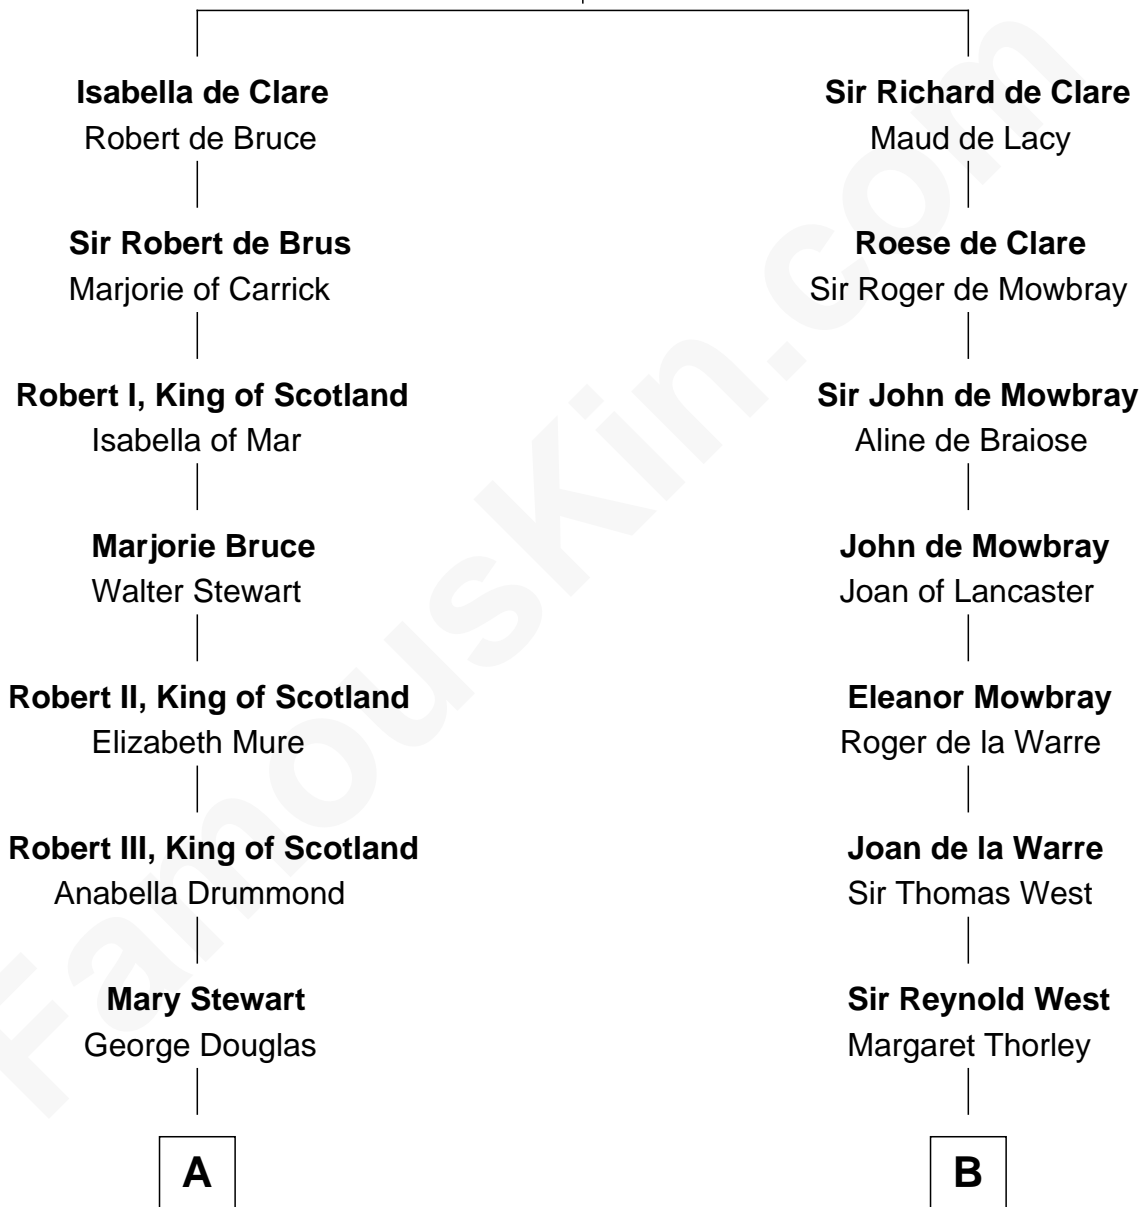 Isabella de Clare
Robert de Bruce
Sir Robert de Brus
Marjorie of Carrick
Robert I, King of Scotland
Isabella of Mar
Marjorie Bruce
Walter Stewart
Robert II, King of Scotland
Elizabeth Mure
Robert III, King of Scotland
Anabella Drummond
Mary Stewart
George Douglas
A
Sir Richard de Clare
Maud de Lacy
Roese de Clare
Sir Roger de Mowbray
Sir John de Mowbray
Aline de Braiose
John de Mowbray
Joan of Lancaster
Eleanor Mowbray
Roger de la Warre
Joan de la Warre
Sir Thomas West
Sir Reynold West
Margaret Thorley
B
FamousKin.com